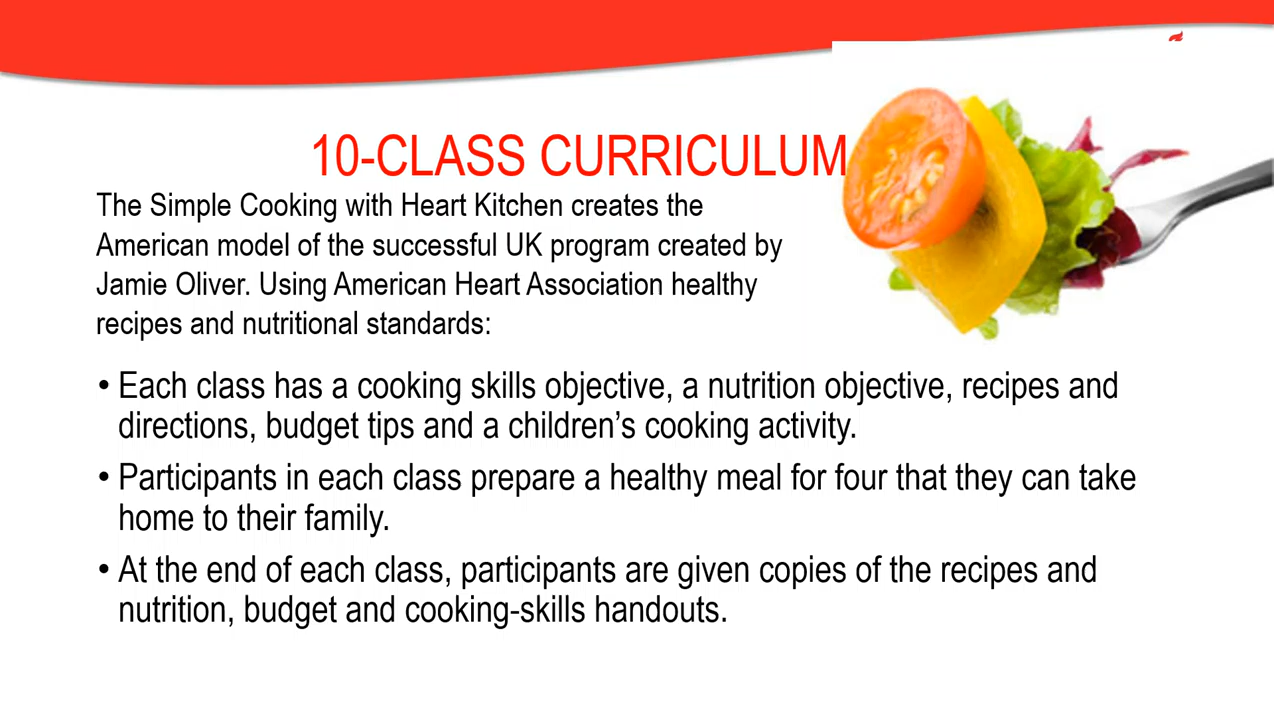 10-CLASS CURRICULUM
The Simple Cooking with Heart Kitchen creates the
American model of the successful UK program created by
Jamie Oliver. Using American Heart Association healthy
recipes and nutritional standards:
• Each class has a cooking skills objective, a nutrition objective, recipes and
directions, budget tips and a children’s cooking activity.
• Participants in each class prepare a healthy meal for four that they can take
home to their family.
• At the end of each class, participants are given copies of the recipes and
nutrition, budget and cooking-skills handouts.